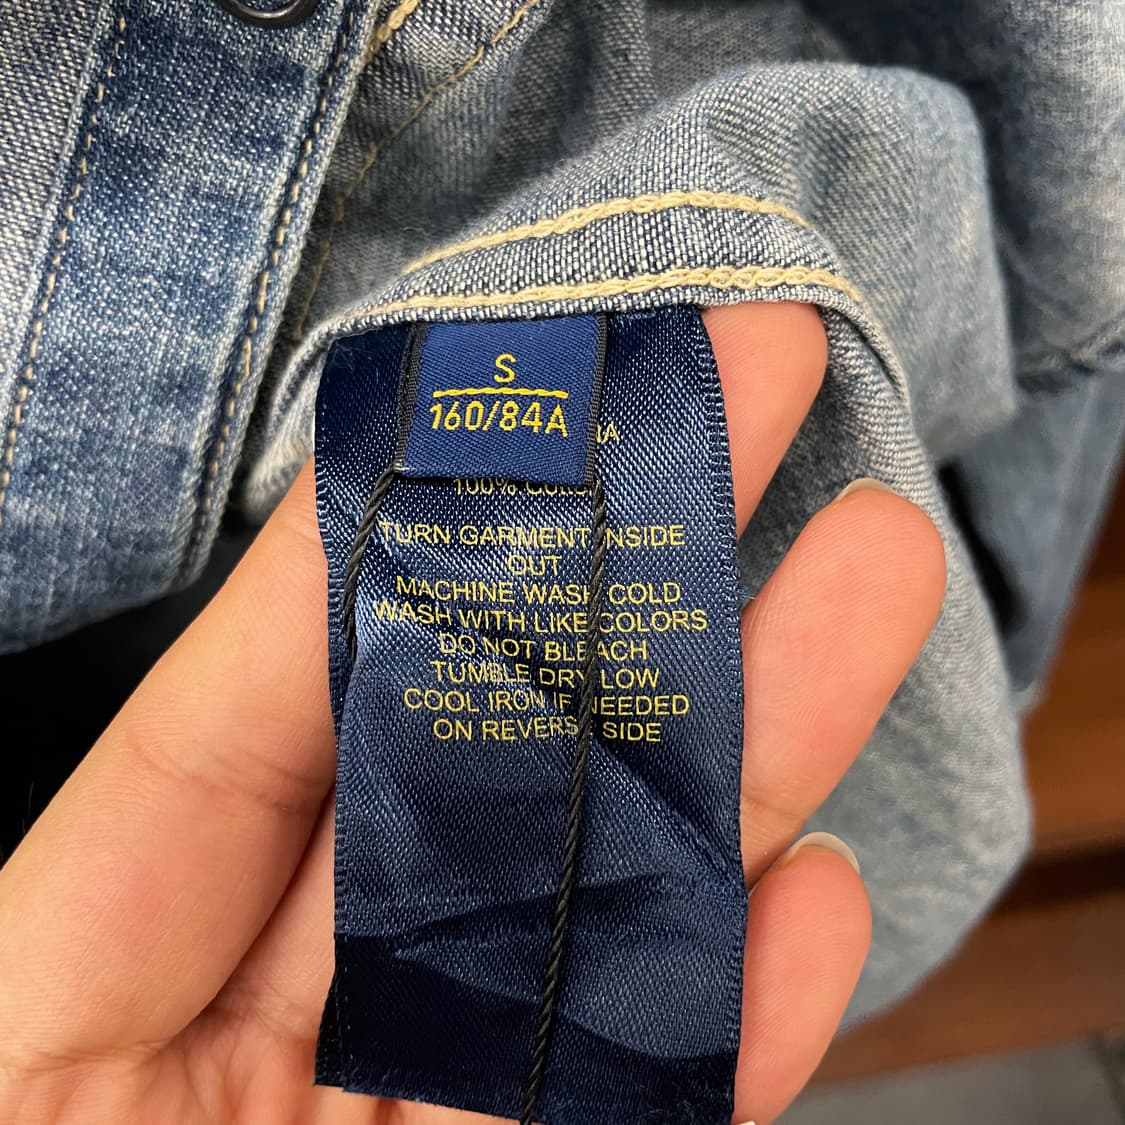 S
160/84A
100%
TURN GARMENT INSIDE
OUT
MACHINE WASH COLD
WASH WITH LIKE COLORS
DO NOT BLEACH
TUMBLE DRY LOW
COOL IRON IF NEEDED
ON REVERSE SIDE